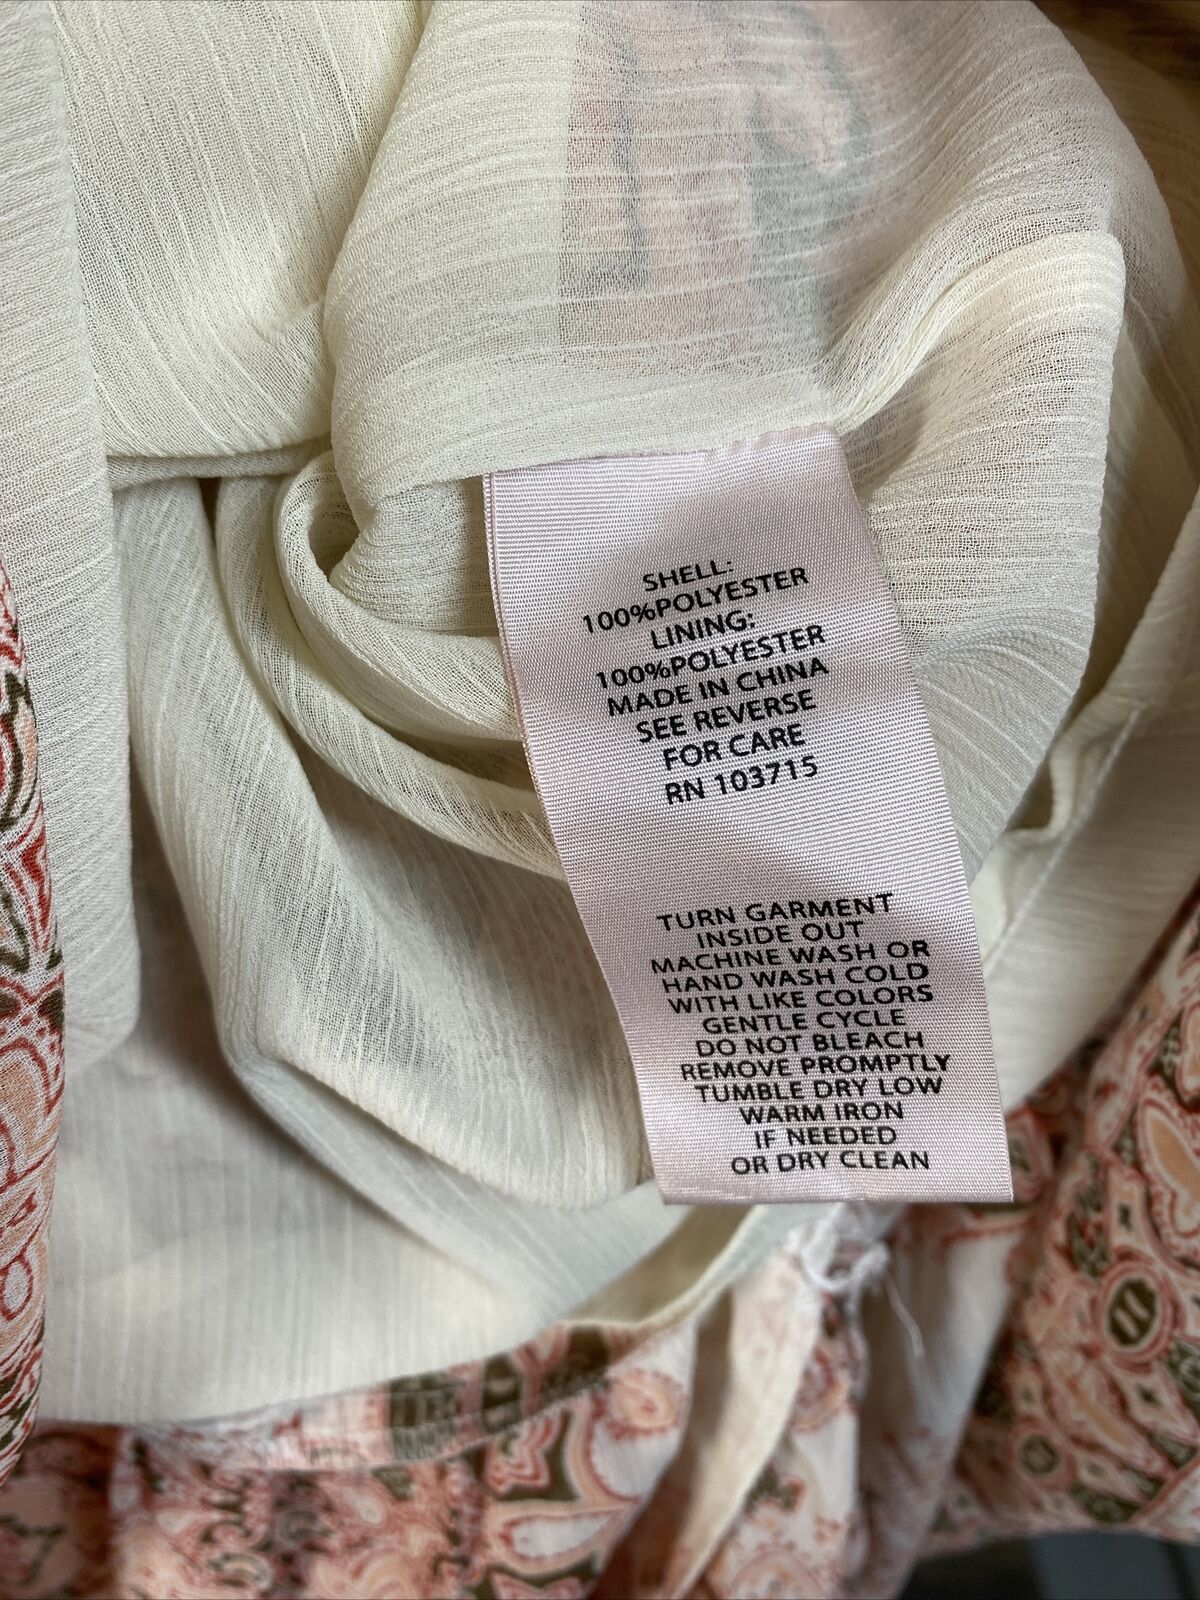 SHELL:
100%POLYESTER
LINING:
100%POLYESTER
MADE IN CHINA
SEE REVERSE
FOR CARE
RN 103715
TURN GARMENT
INSIDE OUT
MACHINE WASH OR
HAND WASH COLD
WITH LIKE COLORS
GENTLE CYCLE
DO NOT BLEACH
REMOVE PROMPTLY
TUMBLE DRY LOW
WARM IRON
IF NEEDED
OR DRY CLEAN